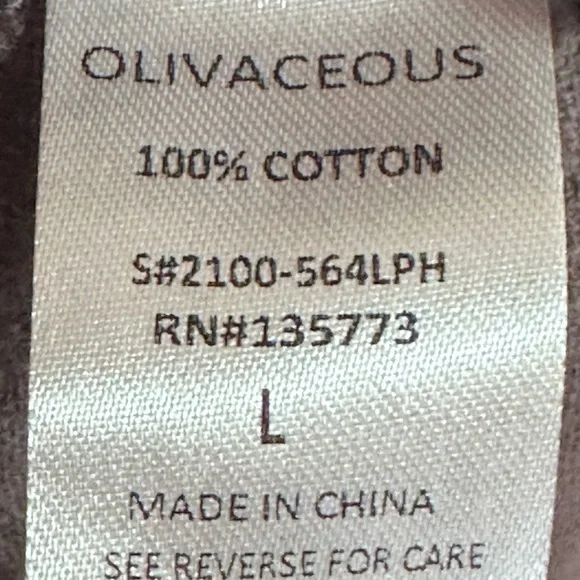 OLIVACEOUS
100% COTTON
S#2100-564LPH
RN#135773
L
MADE IN CHINA
SEE REVERSE FOR CARE